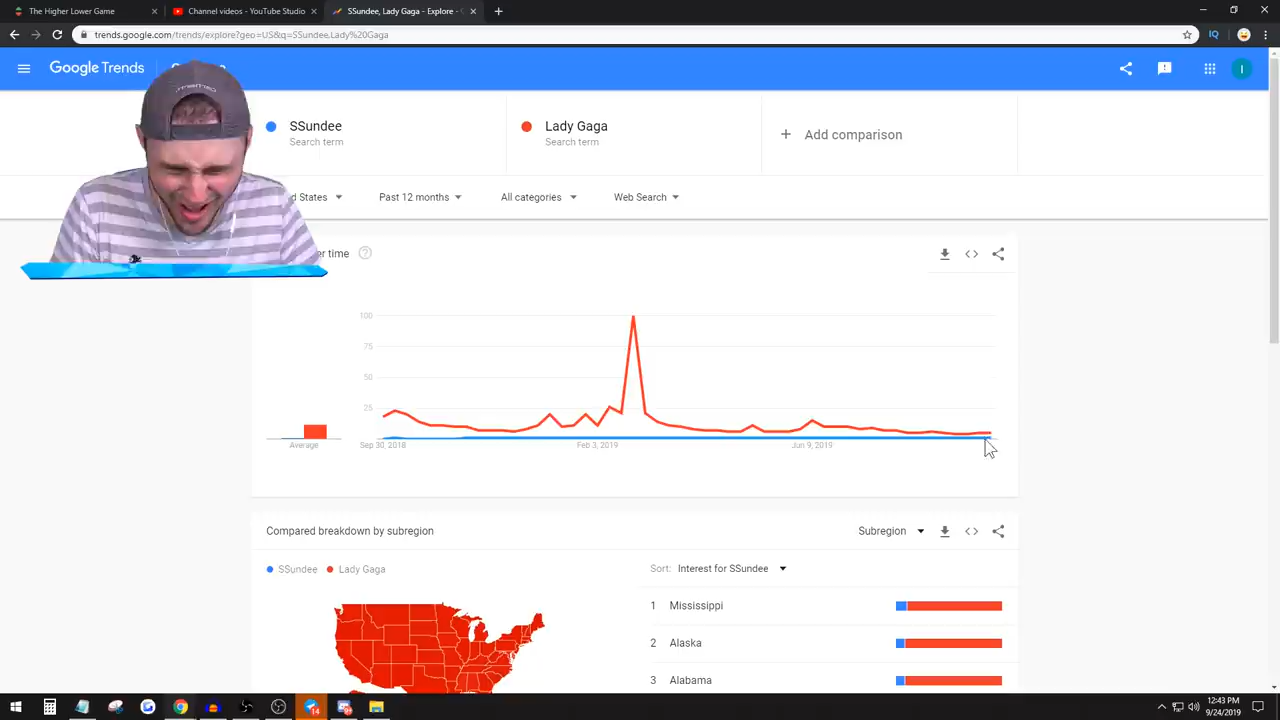 The Higher Lower Game
Channel videos - YouTube Studio
SSundee, Lady Gaga - Explore -
trends.google.com/trends/explore?geo=US&q=SSundee,Lady%20Gaga
Google Trends
SSundee
Search term
Lady Gaga
Search term
+ Add comparison
d States
Past 12 months
All categories
Web Search
er time
100
75
50
25
Average
Sep 30, 2018
Feb 3, 2019
Jun 9, 2019
Compared breakdown by subregion
Subregion
SSundee
Lady Gaga
Sort: Interest for SSundee
1 Mississippi
2 Alaska
3 Alabama
12:43 PM
9/24/2019